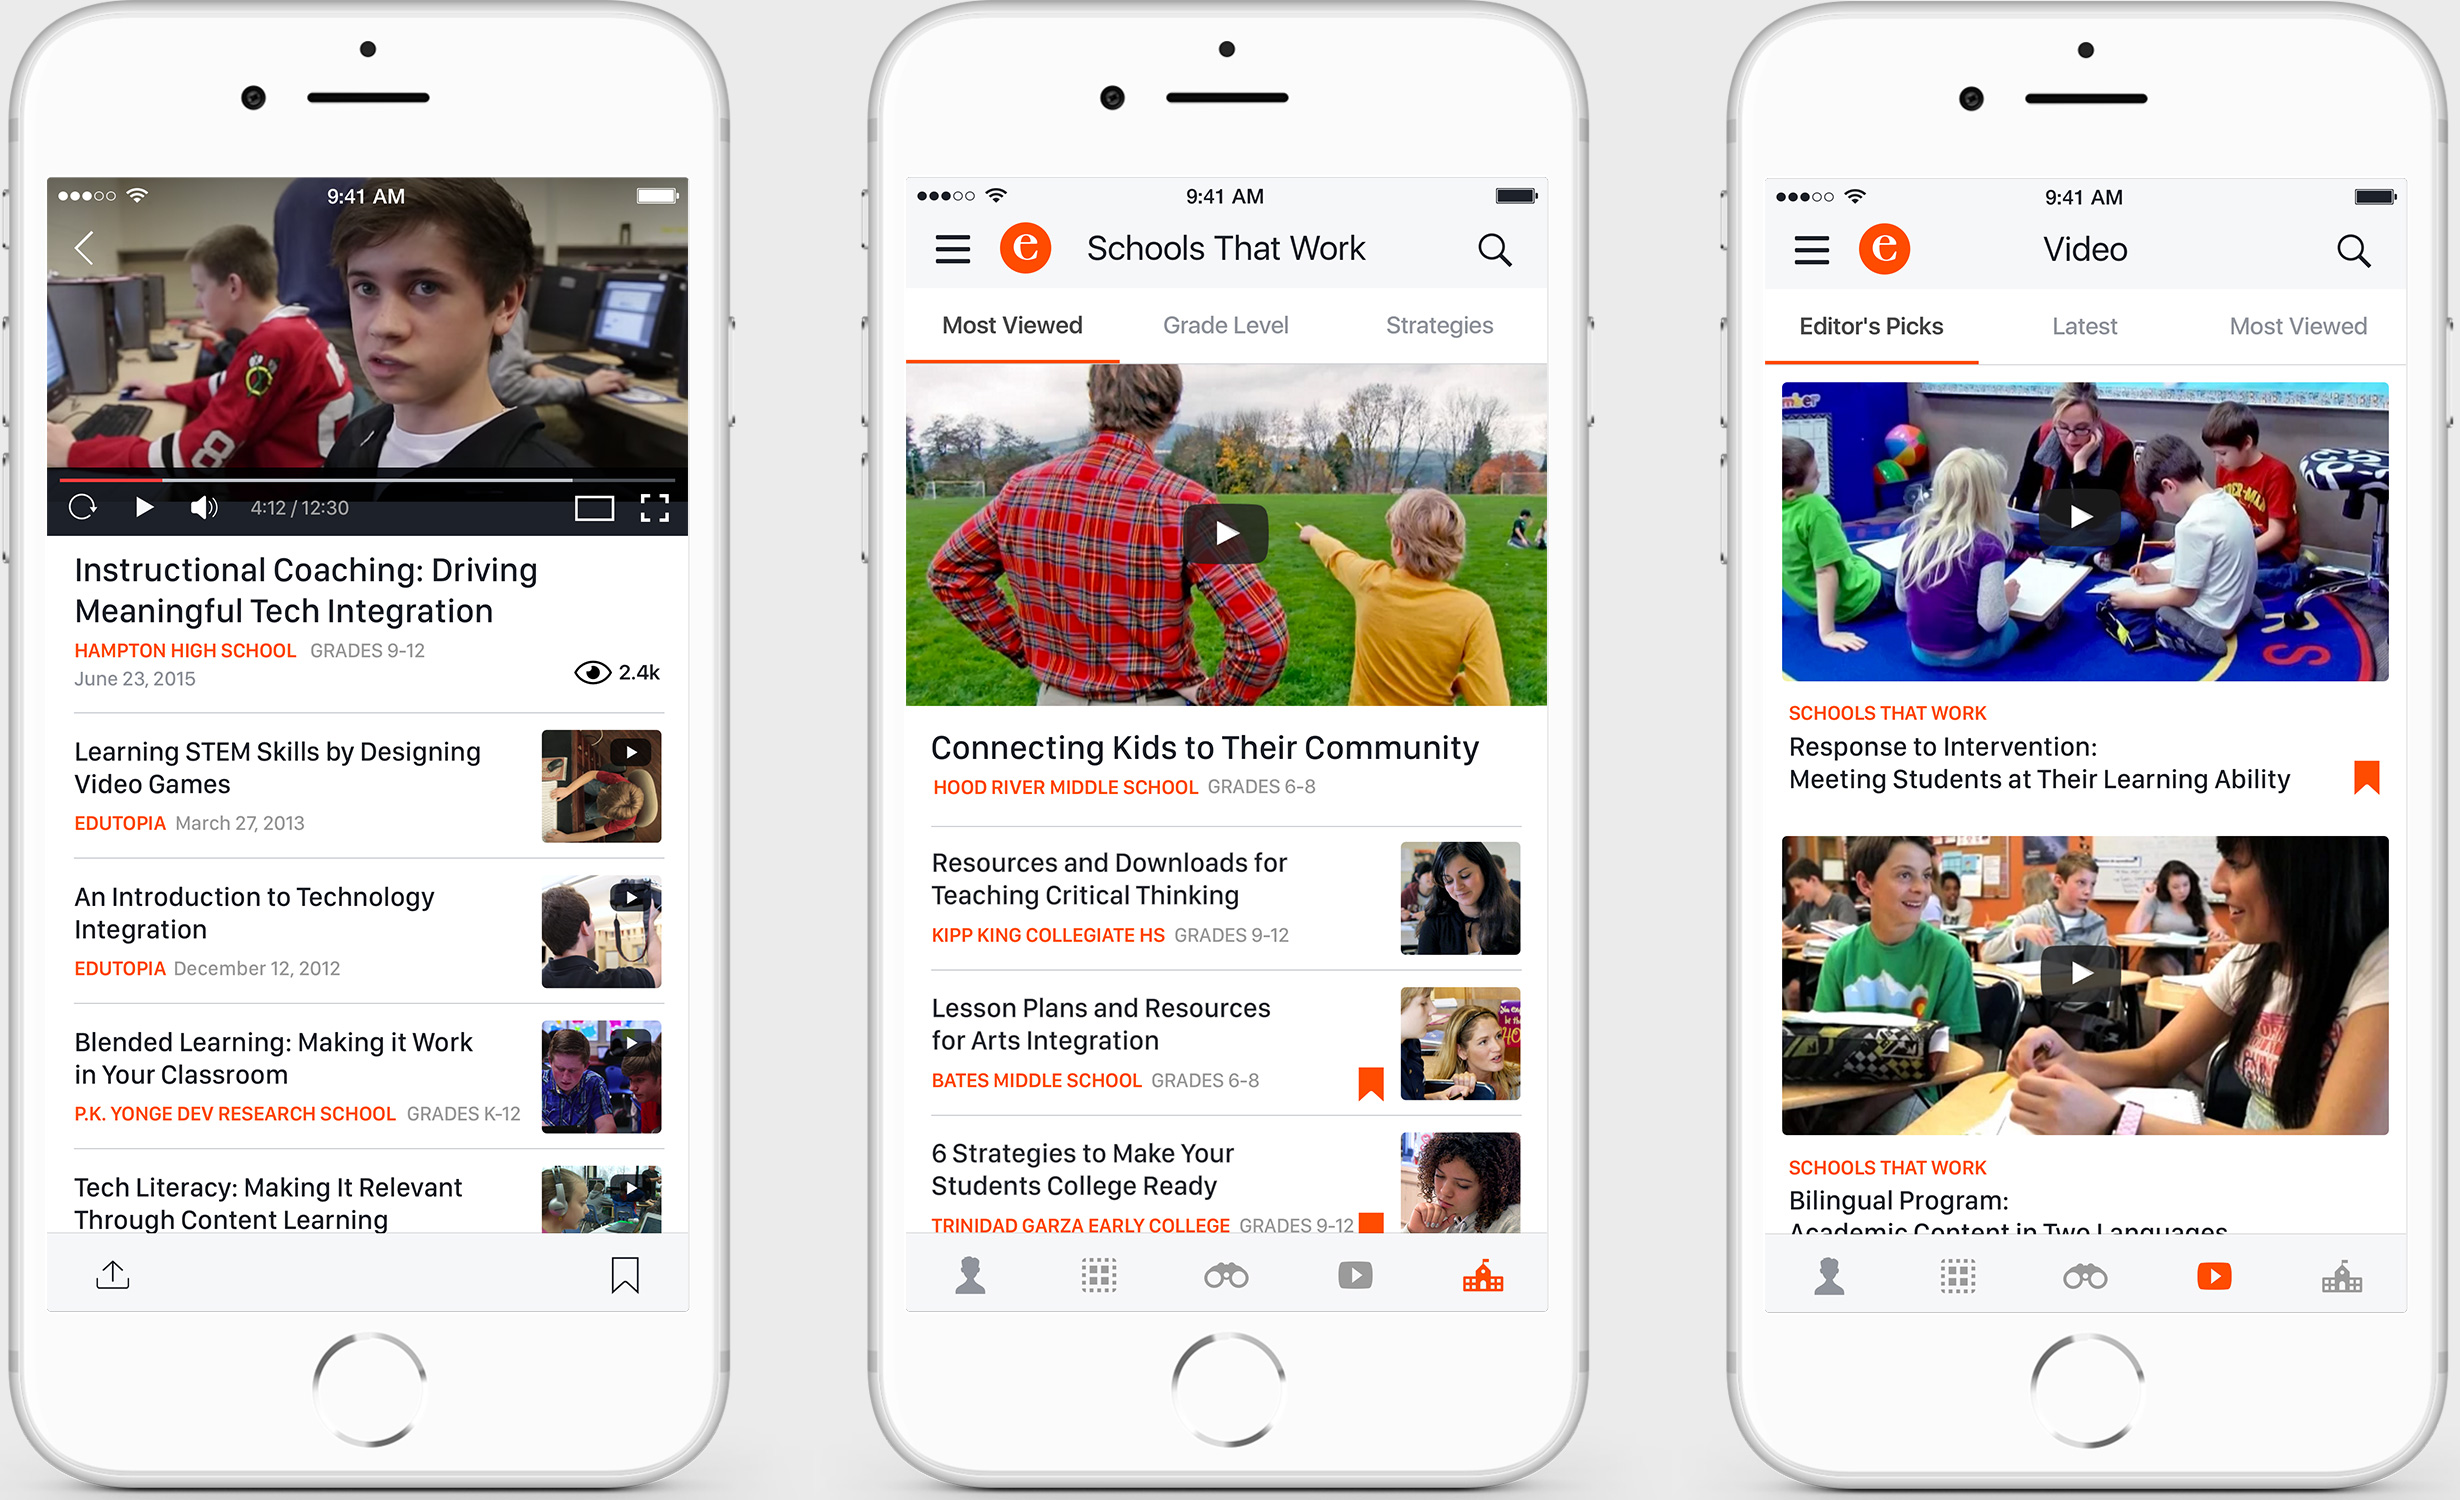 9:41 AM
4:12 / 12:30
Instructional Coaching: Driving
Meaningful Tech Integration
HAMPTON HIGH SCHOOL GRADES 9-12
June 23, 2015
2.4k
Learning STEM Skills by Designing
Video Games
EDUTOPIA March 27, 2013
An Introduction to Technology
Integration
EDUTOPIA December 12, 2012
Blended Learning: Making it Work
in Your Classroom
P.K. YONGE DEV RESEARCH SCHOOL GRADES K-12
Tech Literacy: Making It Relevant
Through Content Learning
9:41 AM
e
Schools That Work
Most Viewed
Grade Level
Strategies
Connecting Kids to Their Community
HOOD RIVER MIDDLE SCHOOL GRADES 6-8
Resources and Downloads for
Teaching Critical Thinking
KIPP KING COLLEGIATE HS GRADES 9-12
Lesson Plans and Resources
for Arts Integration
BATES MIDDLE SCHOOL GRADES 6-8
6 Strategies to Make Your
Students College Ready
TRINIDAD GARZA EARLY COLLEGE GRADES 9-12
9:41 AM
e
Video
Editor's Picks
Latest
Most Viewed
SCHOOLS THAT WORK
Response to Intervention:
Meeting Students at Their Learning Ability
SCHOOLS THAT WORK
Bilingual Program:
Academic Content in Two Languages